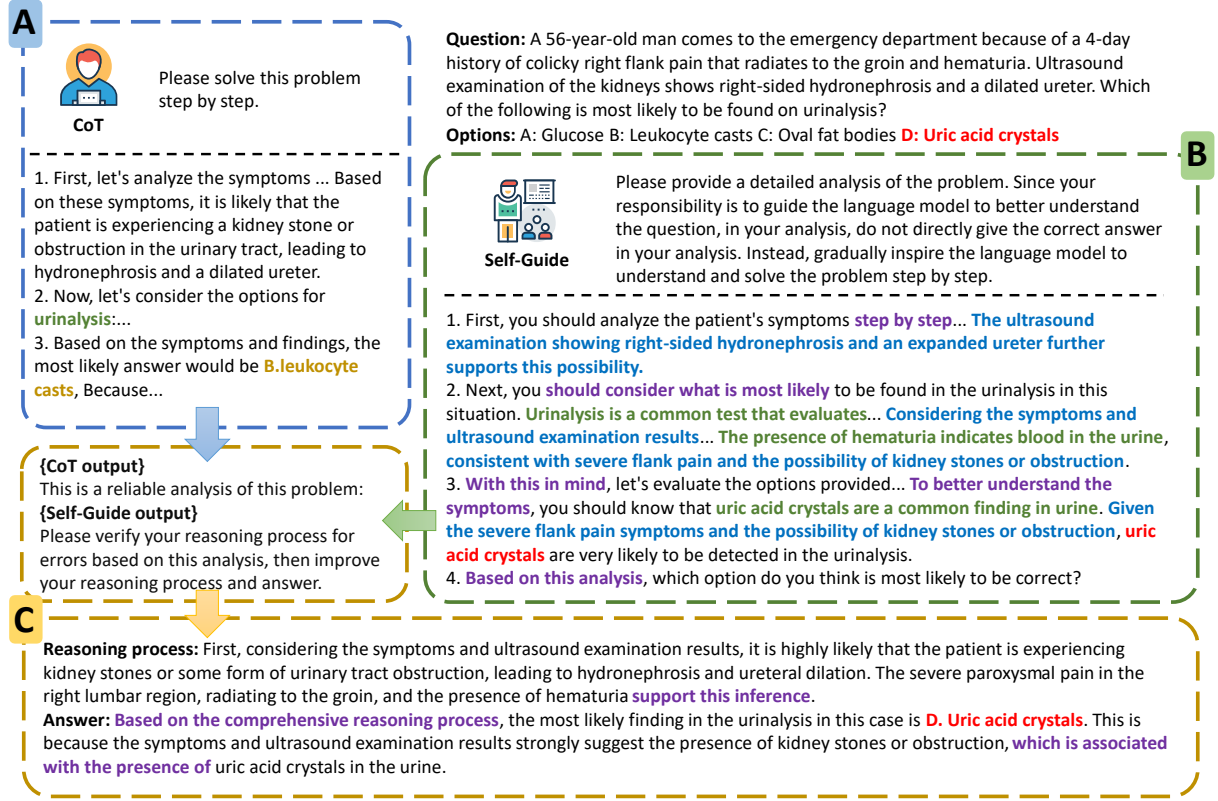 A
Please solve this problem
step by step.
CoT
1. First, let's analyze the symptoms ... Based
on these symptoms, it is likely that the
patient is experiencing a kidney stone or
obstruction in the urinary tract, leading to
hydronephrosis and a dilated ureter.
2. Now, let's consider the options for
urinalysis:...
3. Based on the symptoms and findings, the
most likely answer would be B.leukocyte
casts, Because...
Question: A 56-year-old man comes to the emergency department because of a 4-day
history of colicky right flank pain that radiates to the groin and hematuria. Ultrasound
examination of the kidneys shows right-sided hydronephrosis and a dilated ureter. Which
of the following is most likely to be found on urinalysis?
Options: A: Glucose B: Leukocyte casts C: Oval fat bodies D: Uric acid crystals
B
Please provide a detailed analysis of the problem. Since your
responsibility is to guide the language model to better understand
the question, in your analysis, do not directly give the correct answer
in your analysis. Instead, gradually inspire the language model to
understand and solve the problem step by step.
Self-Guide
1. First, you should analyze the patient's symptoms step by step... The ultrasound
examination showing right-sided hydronephrosis and an expanded ureter further
supports this possibility.
2. Next, you should consider what is most likely to be found in the urinalysis in this
situation. Urinalysis is a common test that evaluates... Considering the symptoms and
ultrasound examination results... The presence of hematuria indicates blood in the urine,
consistent with severe flank pain and the possibility of kidney stones or obstruction.
3. With this in mind, let's evaluate the options provided... To better understand the
symptoms, you should know that uric acid crystals are a common finding in urine. Given
the severe flank pain symptoms and the possibility of kidney stones or obstruction, uric
acid crystals are very likely to be detected in the urinalysis.
4. Based on this analysis, which option do you think is most likely to be correct?
{CoT output}
This is a reliable analysis of this problem:
{Self-Guide output}
Please verify your reasoning process for
errors based on this analysis, then improve
your reasoning process and answer.
C
Reasoning process: First, considering the symptoms and ultrasound examination results, it is highly likely that the patient is experiencing
kidney stones or some form of urinary tract obstruction, leading to hydronephrosis and ureteral dilation. The severe paroxysmal pain in the
right lumbar region, radiating to the groin, and the presence of hematuria support this inference.
Answer: Based on the comprehensive reasoning process, the most likely finding in the urinalysis in this case is D. Uric acid crystals. This is
because the symptoms and ultrasound examination results strongly suggest the presence of kidney stones or obstruction, which is associated
with the presence of uric acid crystals in the urine.